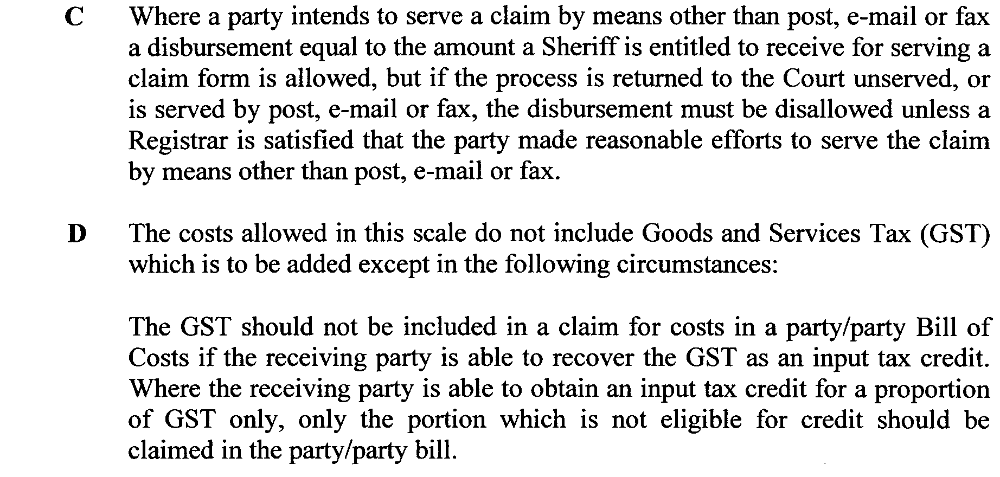 C Where a party intends to serve a claim by means other than post, e-mail or fax
a disbursement equal to the amount a Sheriff is entitled to receive for serving a
claim form is allowed, but if the process is returned to the Court unserved, or
is served by post, e-mail or fax, the disbursement must be disallowed unless a
Registrar is satisfied that the party made reasonable efforts to serve the claim
by means other than post, e-mail or fax.
D The costs allowed in this scale do not include Goods and Services Tax (GST)
which is to be added except in the following circumstances:
The GST should not be included in a claim for costs in a party/party Bill of
Costs if the receiving party is able to recover the GST as an input tax credit.
Where the receiving party is able to obtain an input tax credit for a proportion
of GST only, only the portion which is not eligible for credit should be
claimed in the party/party bill.